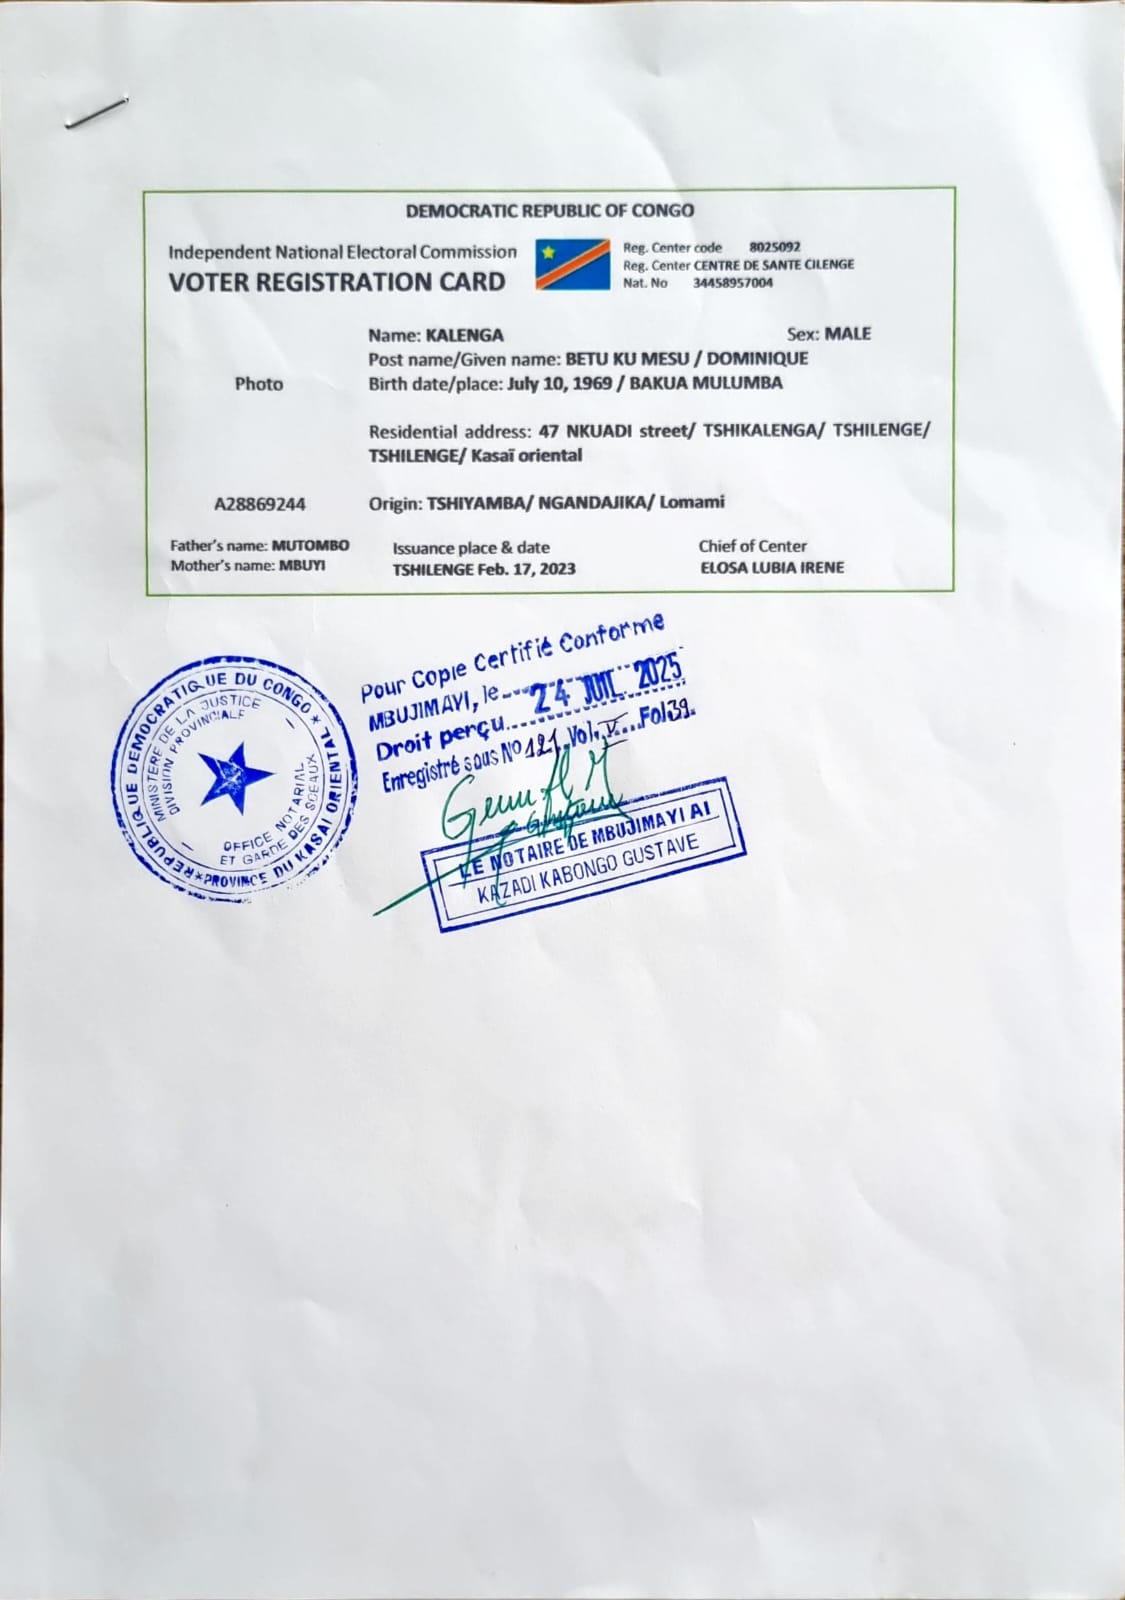 DEMOCRATIC REPUBLIC OF CONGO
Independent National Electoral Commission
VOTER REGISTRATION CARD
Reg. Center code 8025092
Reg. Center CENTRE DE SANTE CILENGE
Nat. No 34458957004
Name: KALENGA Sex: MALE
Post name/Given name: BETU KU MESU / DOMINIQUE
Photo Birth date/place: July 10, 1969 / BAKUA MULUMBA
Residential address: 47 NKUADI street/ TSHIKALENGA/ TSHILENGE/
TSHILENGE/ Kasaï oriental
A28869244 Origin: TSHIYAMBA/ NGANDAJIKA/ Lomami
Father's name: MUTOMBO Issuance place & date Chief of Center
Mother's name: MBUYI TSHILENGE Feb. 17, 2023 ELOSA LUBIA IRENE
Pour Copie Certifié Conforme
MBUJIMAYI, le 24 JUIL 2025
Droit perçu
Enregistré sous N° 121 Vol. V Fol 39.
LE NOTAIRE DE MBUJIMAYI AI
KAZADI KABONGO GUSTAVE
REPUBLIQUE DEMOCRATIQUE DU CONGO
PROVINCE DU KASAI ORIENTAL
MINISTERE DE LA JUSTICE
DIVISION PROVINCIALE
OFFICE NOTARIAL
ET GARDE DES SCEAUX